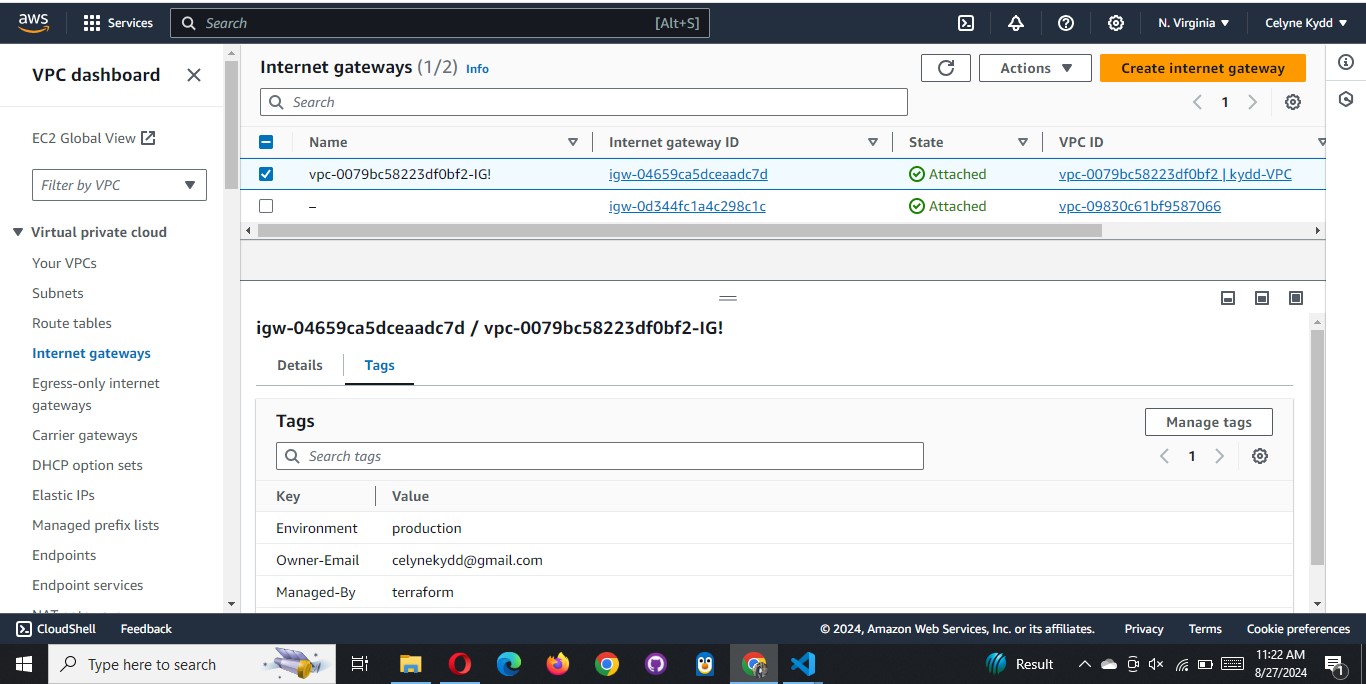 aws Services Search [Alt+S] N. Virginia Celyne Kydd
VPC dashboard
EC2 Global View
Filter by VPC
Virtual private cloud
Your VPCs
Subnets
Route tables
Internet gateways
Egress-only internet
gateways
Carrier gateways
DHCP option sets
Elastic IPs
Managed prefix lists
Endpoints
Endpoint services
Internet gateways (1/2) Info
Actions
Create internet gateway
Search
1
Name Internet gateway ID State VPC ID
vpc-0079bc58223df0bf2-IG! igw-04659ca5dceaadc7d Attached vpc-0079bc58223df0bf2 | kydd-VPC
– igw-0d344fc1a4c298c1c Attached vpc-09830c61bf9587066
igw-04659ca5dceaadc7d / vpc-0079bc58223df0bf2-IG!
Details Tags
Tags
Manage tags
Search tags
1
Key Value
Environment production
Owner-Email celynekydd@gmail.com
Managed-By terraform
CloudShell Feedback © 2024, Amazon Web Services, Inc. or its affiliates. Privacy Terms Cookie preferences
Type here to search
Result
11:22 AM
8/27/2024
1